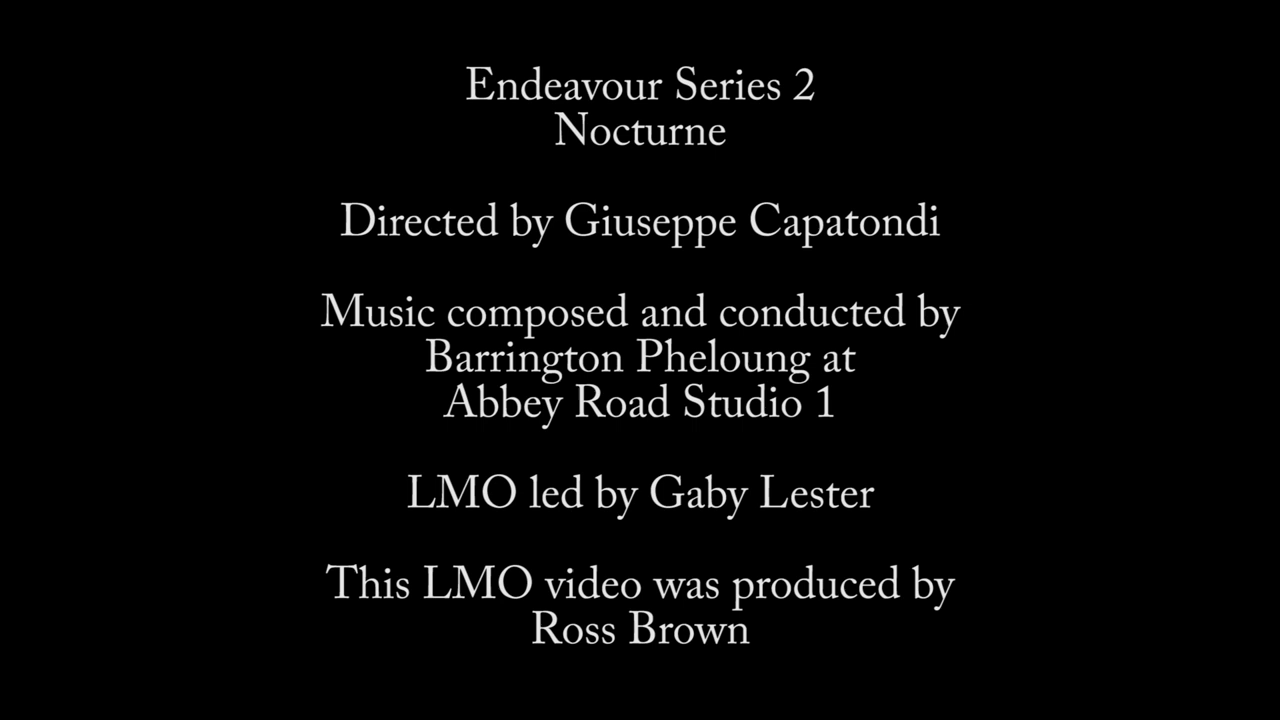 Endeavour Series 2
Nocturne
Directed by Giuseppe Capatondi
Music composed and conducted by
Barrington Pheloung at
Abbey Road Studio 1
LMO led by Gaby Lester
This LMO video was produced by
Ross Brown